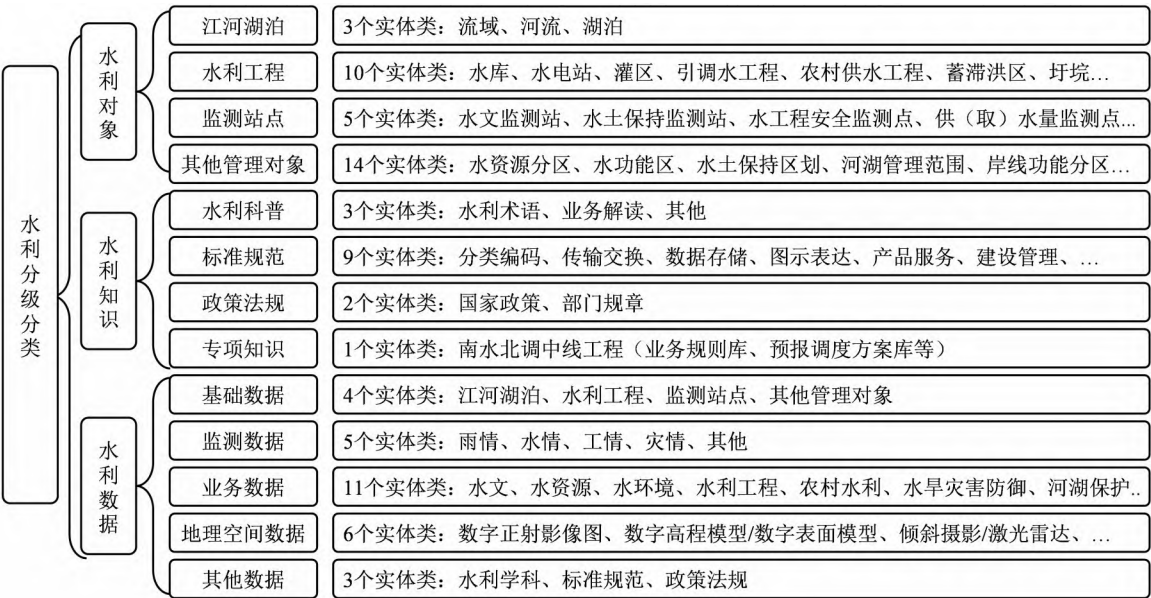 水利分级分类
水利对象
江河湖泊
3个实体类：流域、河流、湖泊
水利工程
10个实体类：水库、水电站、灌区、引调水工程、农村供水工程、蓄滞洪区、圩垸…
监测站点
5个实体类：水文监测站、水土保持监测站、水工程安全监测点、供（取）水量监测点...
其他管理对象
14个实体类：水资源分区、水功能区、水土保持区划、河湖管理范围、岸线功能分区…
水利知识
水利科普
3个实体类：水利术语、业务解读、其他
标准规范
9个实体类：分类编码、传输交换、数据存储、图示表达、产品服务、建设管理、…
政策法规
2个实体类：国家政策、部门规章
专项知识
1个实体类：南水北调中线工程（业务规则库、预报调度方案库等）
水利数据
基础数据
4个实体类：江河湖泊、水利工程、监测站点、其他管理对象
监测数据
5个实体类：雨情、水情、工情、灾情、其他
业务数据
11个实体类：水文、水资源、水环境、水利工程、农村水利、水旱灾害防御、河湖保护..
地理空间数据
6个实体类：数字正射影像图、数字高程模型/数字表面模型、倾斜摄影/激光雷达、…
其他数据
3个实体类：水利学科、标准规范、政策法规